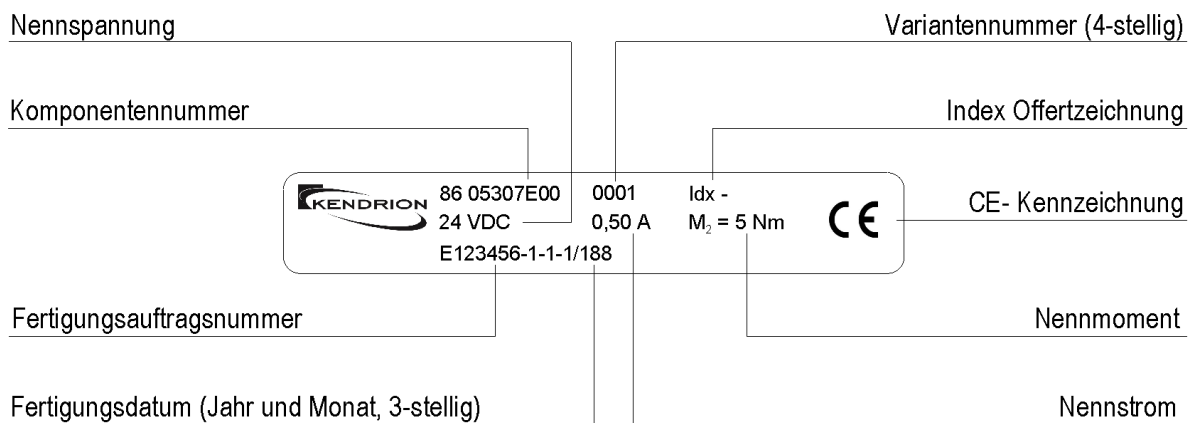 Nennspannung
Variantennummer (4-stellig)
Komponentennummer
Index Offertzeichnung
KENDRION 86 05307E00 0001 Idx -
24 VDC 0,50 A M₂ = 5 Nm CE
CE- Kennzeichnung
E123456-1-1-1/188
Fertigungsauftragsnummer
Nennmoment
Fertigungsdatum (Jahr und Monat, 3-stellig)
Nennstrom